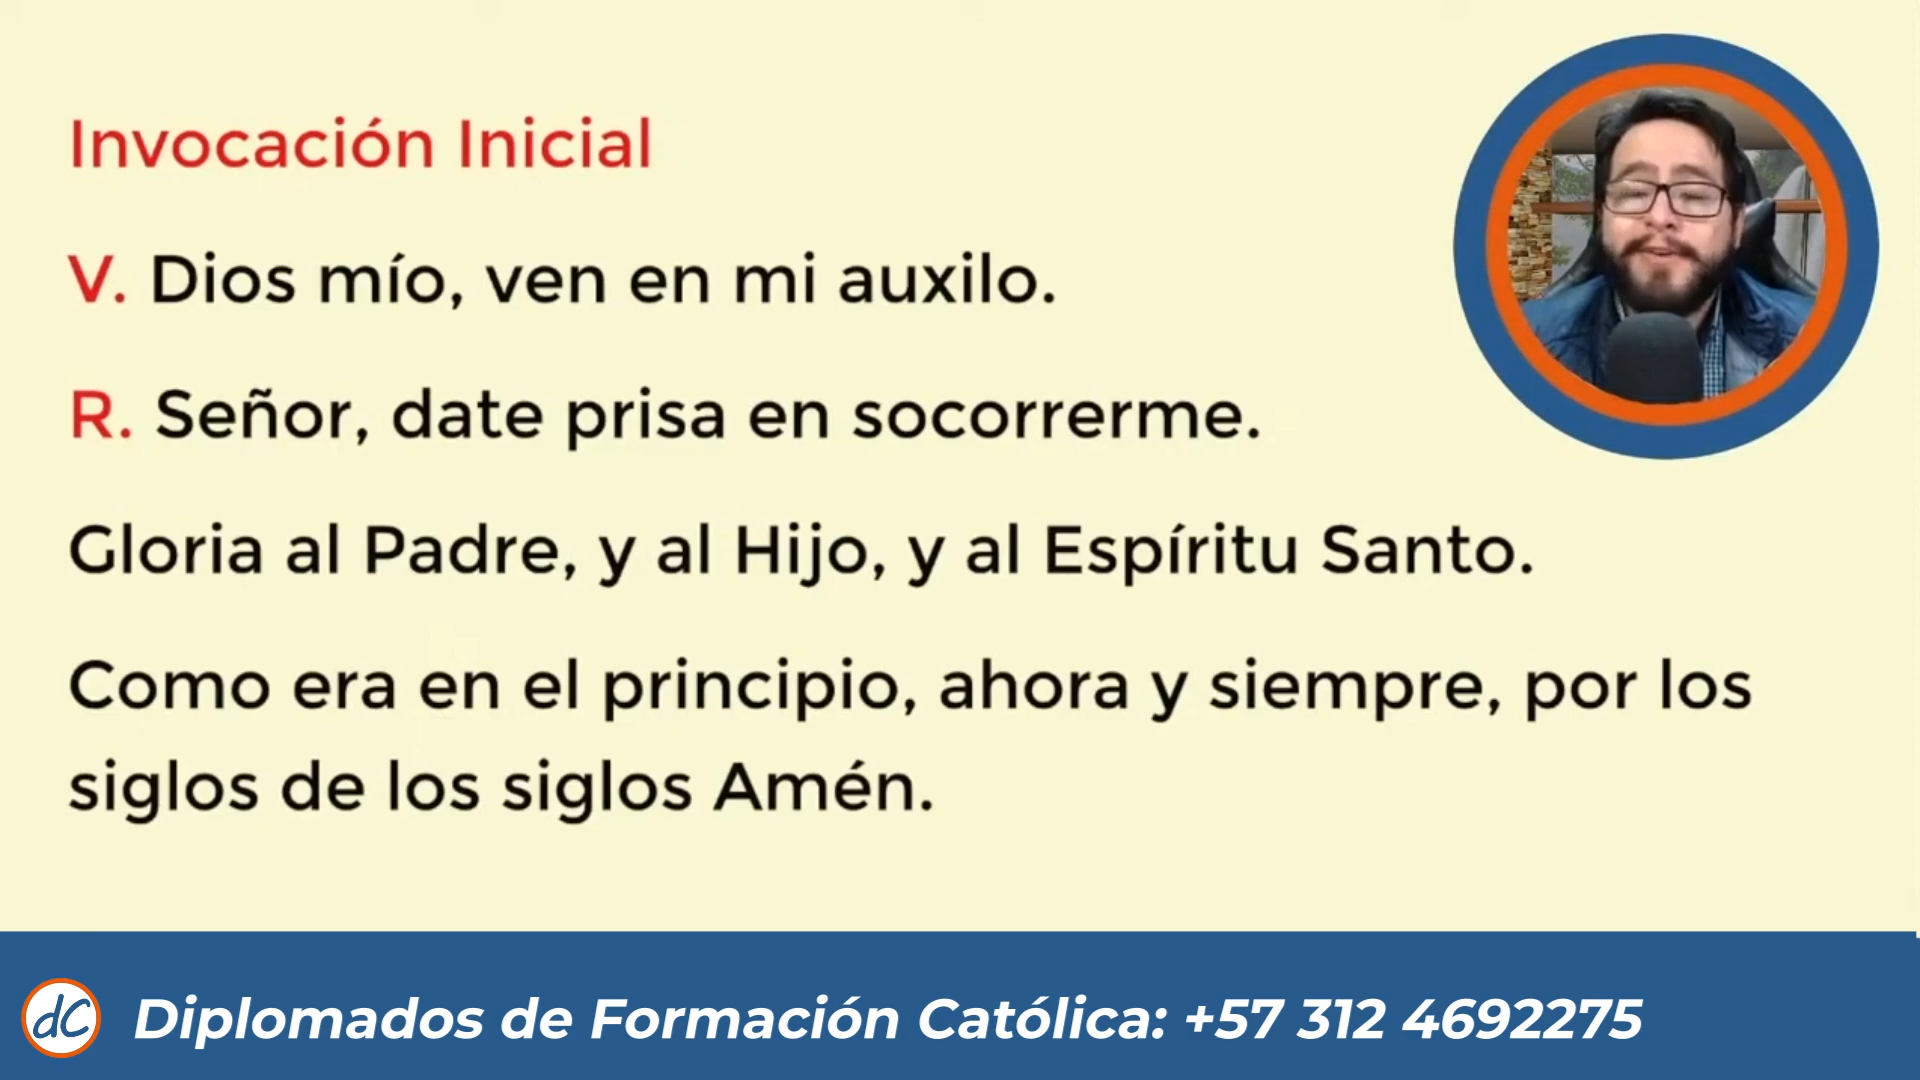 Invocación Inicial
V. Dios mío, ven en mi auxilo.
R. Señor, date prisa en socorrerme.
Gloria al Padre, y al Hijo, y al Espíritu Santo.
Como era en el principio, ahora y siempre, por los
siglos de los siglos Amén.
dC Diplomados de Formación Católica: +57 312 4692275